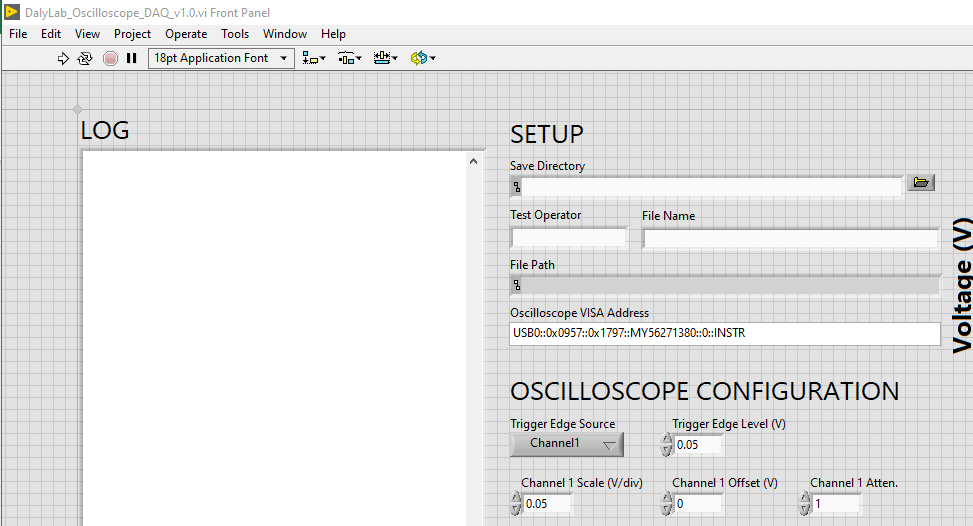 DalyLab_Oscilloscope_DAQ_v1.0.vi Front Panel
File Edit View Project Operate Tools Window Help
18pt Application Font
LOG
SETUP
Save Directory
Test Operator File Name
File Path
Oscilloscope VISA Address
USB0::0x0957::0x1797::MY56271380::0::INSTR
Voltage (V)
OSCILLOSCOPE CONFIGURATION
Trigger Edge Source Trigger Edge Level (V)
Channel1 0.05
Channel 1 Scale (V/div) Channel 1 Offset (V) Channel 1 Atten.
0.05 0 1